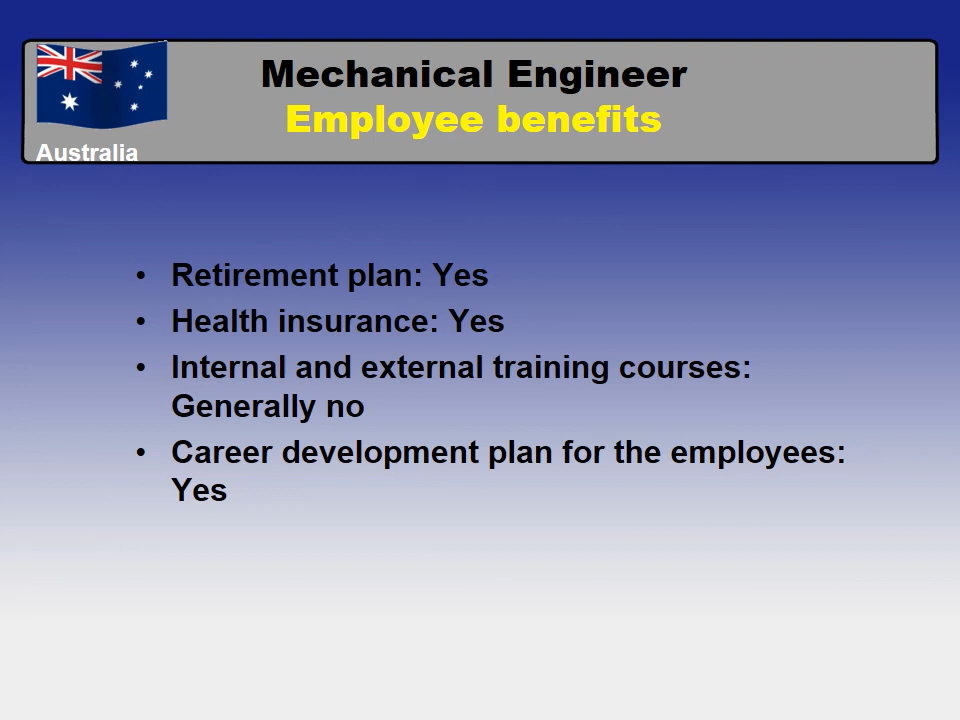 Mechanical Engineer
Employee benefits
Australia
• Retirement plan: Yes
• Health insurance: Yes
• Internal and external training courses:
Generally no
• Career development plan for the employees:
Yes